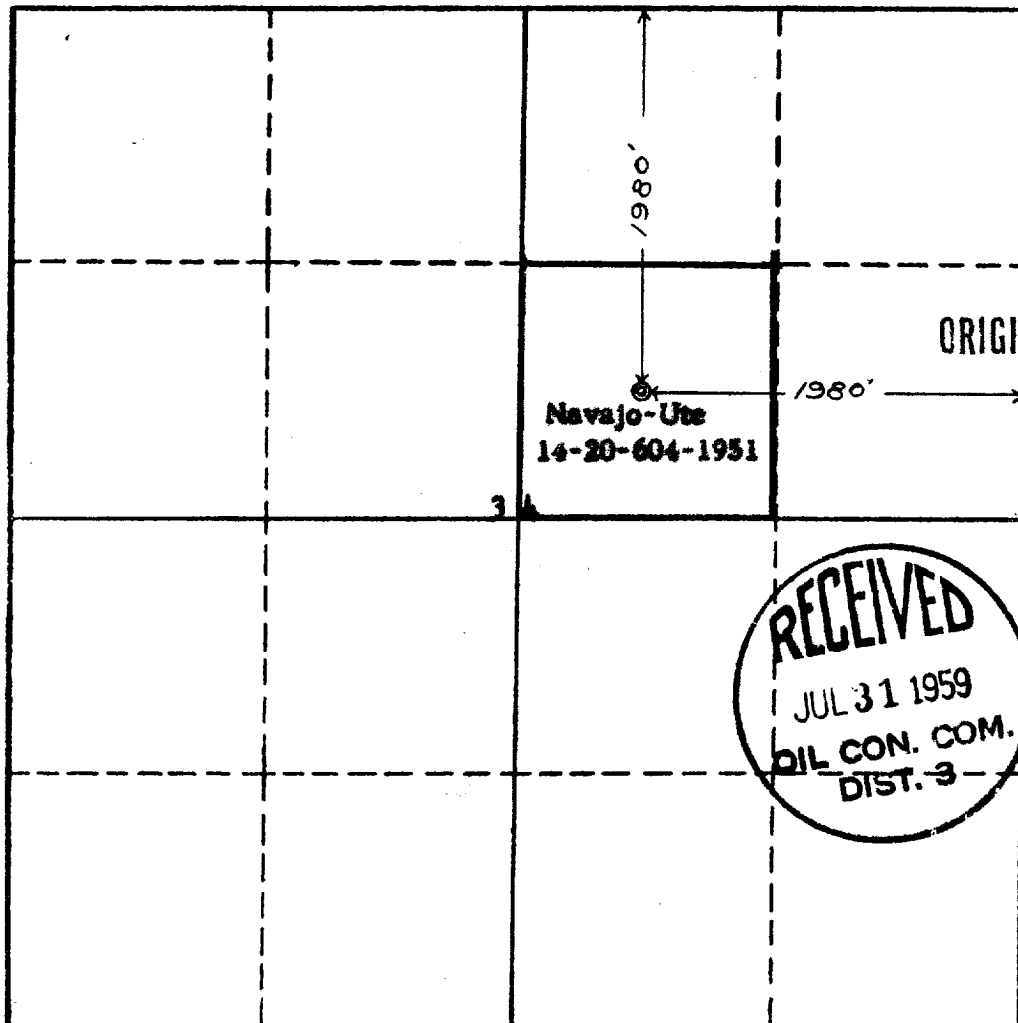 1980'
ORIGI
1980'
Navajo-Ute
14-20-604-1951
3
RECEIVED
JUL 31 1959
OIL CON. COM.
DIST. 3